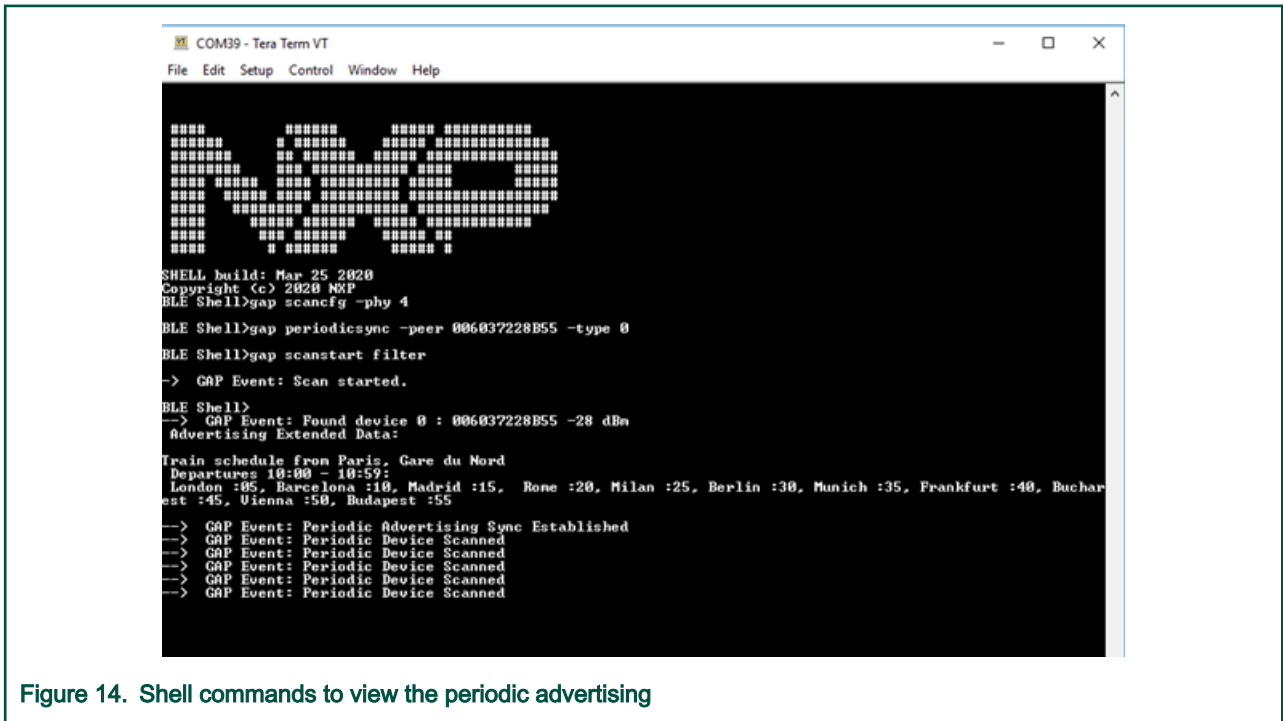 COM39 - Tera Term VT
File Edit Setup Control Window Help
NXP
SHELL build: Mar 25 2020
Copyright (c) 2020 NXP
BLE Shell>gap scancfg -phy 4
BLE Shell>gap periodicsync -peer 006037228B55 -type 0
BLE Shell>gap scanstart filter
-> GAP Event: Scan started.
BLE Shell>
--> GAP Event: Found device 0 : 006037228B55 -28 dBm
Advertising Extended Data:
Train schedule from Paris, Gare du Nord
Departures 10:00 - 10:59:
London :05, Barcelona :10, Madrid :15, Rome :20, Milan :25, Berlin :30, Munich :35, Frankfurt :40, Buchar
est :45, Vienna :50, Budapest :55
--> GAP Event: Periodic Advertising Sync Established
--> GAP Event: Periodic Device Scanned
--> GAP Event: Periodic Device Scanned
--> GAP Event: Periodic Device Scanned
--> GAP Event: Periodic Device Scanned
--> GAP Event: Periodic Device Scanned
Figure 14. Shell commands to view the periodic advertising